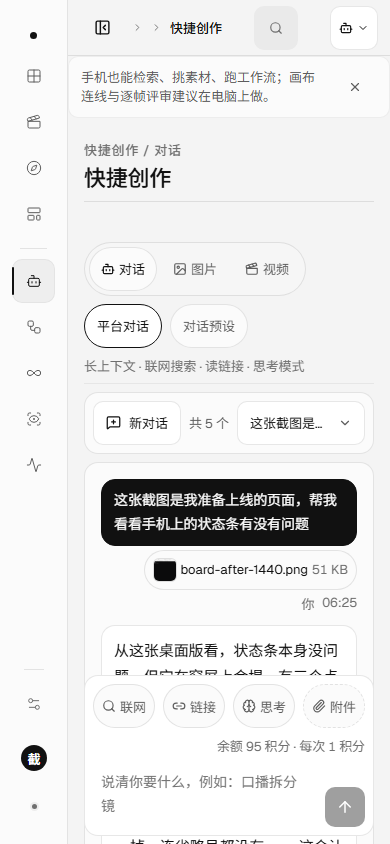 快捷创作
手机也能检索、挑素材、跑工作流；画布
连线与逐帧评审建议在电脑上做。
快捷创作 / 对话
快捷创作
对话
图片
视频
平台对话
对话预设
长上下文 · 联网搜索 · 读链接 · 思考模式
新对话
共 5 个
这张截图是...
这张截图是我准备上线的页面，帮我
看看手机上的状态条有没有问题
board-after-1440.png 51 KB
你 06:25
从这张桌面版看，状态条本身没问
联网
链接
思考
附件
余额 95 积分 · 每次 1 积分
说清你要什么，例如：口播拆分
镜
截